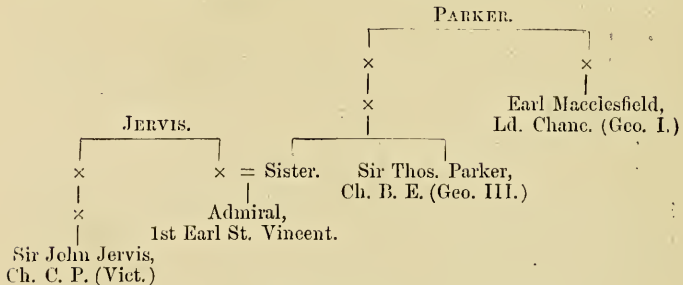 PARKER.
× ×
× Earl Macclesfield,
Ld. Chanc. (Geo. I.)
JERVIS.
× × = Sister. Sir Thos. Parker,
Ch. B. E. (Geo. III.)
× Admiral,
1st Earl St. Vincent.
Sir John Jervis,
Ch. C. P. (Vict.)